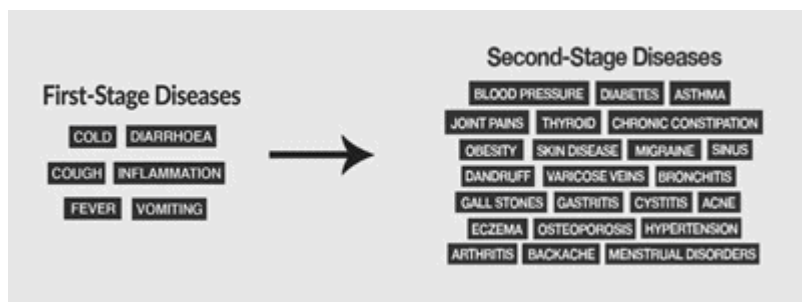 First-Stage Diseases
COLD DIARRHOEA
COUGH INFLAMMATION
FEVER VOMITING
Second-Stage Diseases
BLOOD PRESSURE DIABETES ASTHMA
JOINT PAINS THYROID CHRONIC CONSTIPATION
OBESITY SKIN DISEASE MIGRAINE SINUS
DANDRUFF VARICOSE VEINS BRONCHITIS
GALL STONES GASTRITIS CYSTITIS ACNE
ECZEMA OSTEOPOROSIS HYPERTENSION
ARTHRITIS BACKACHE MENSTRUAL DISORDERS